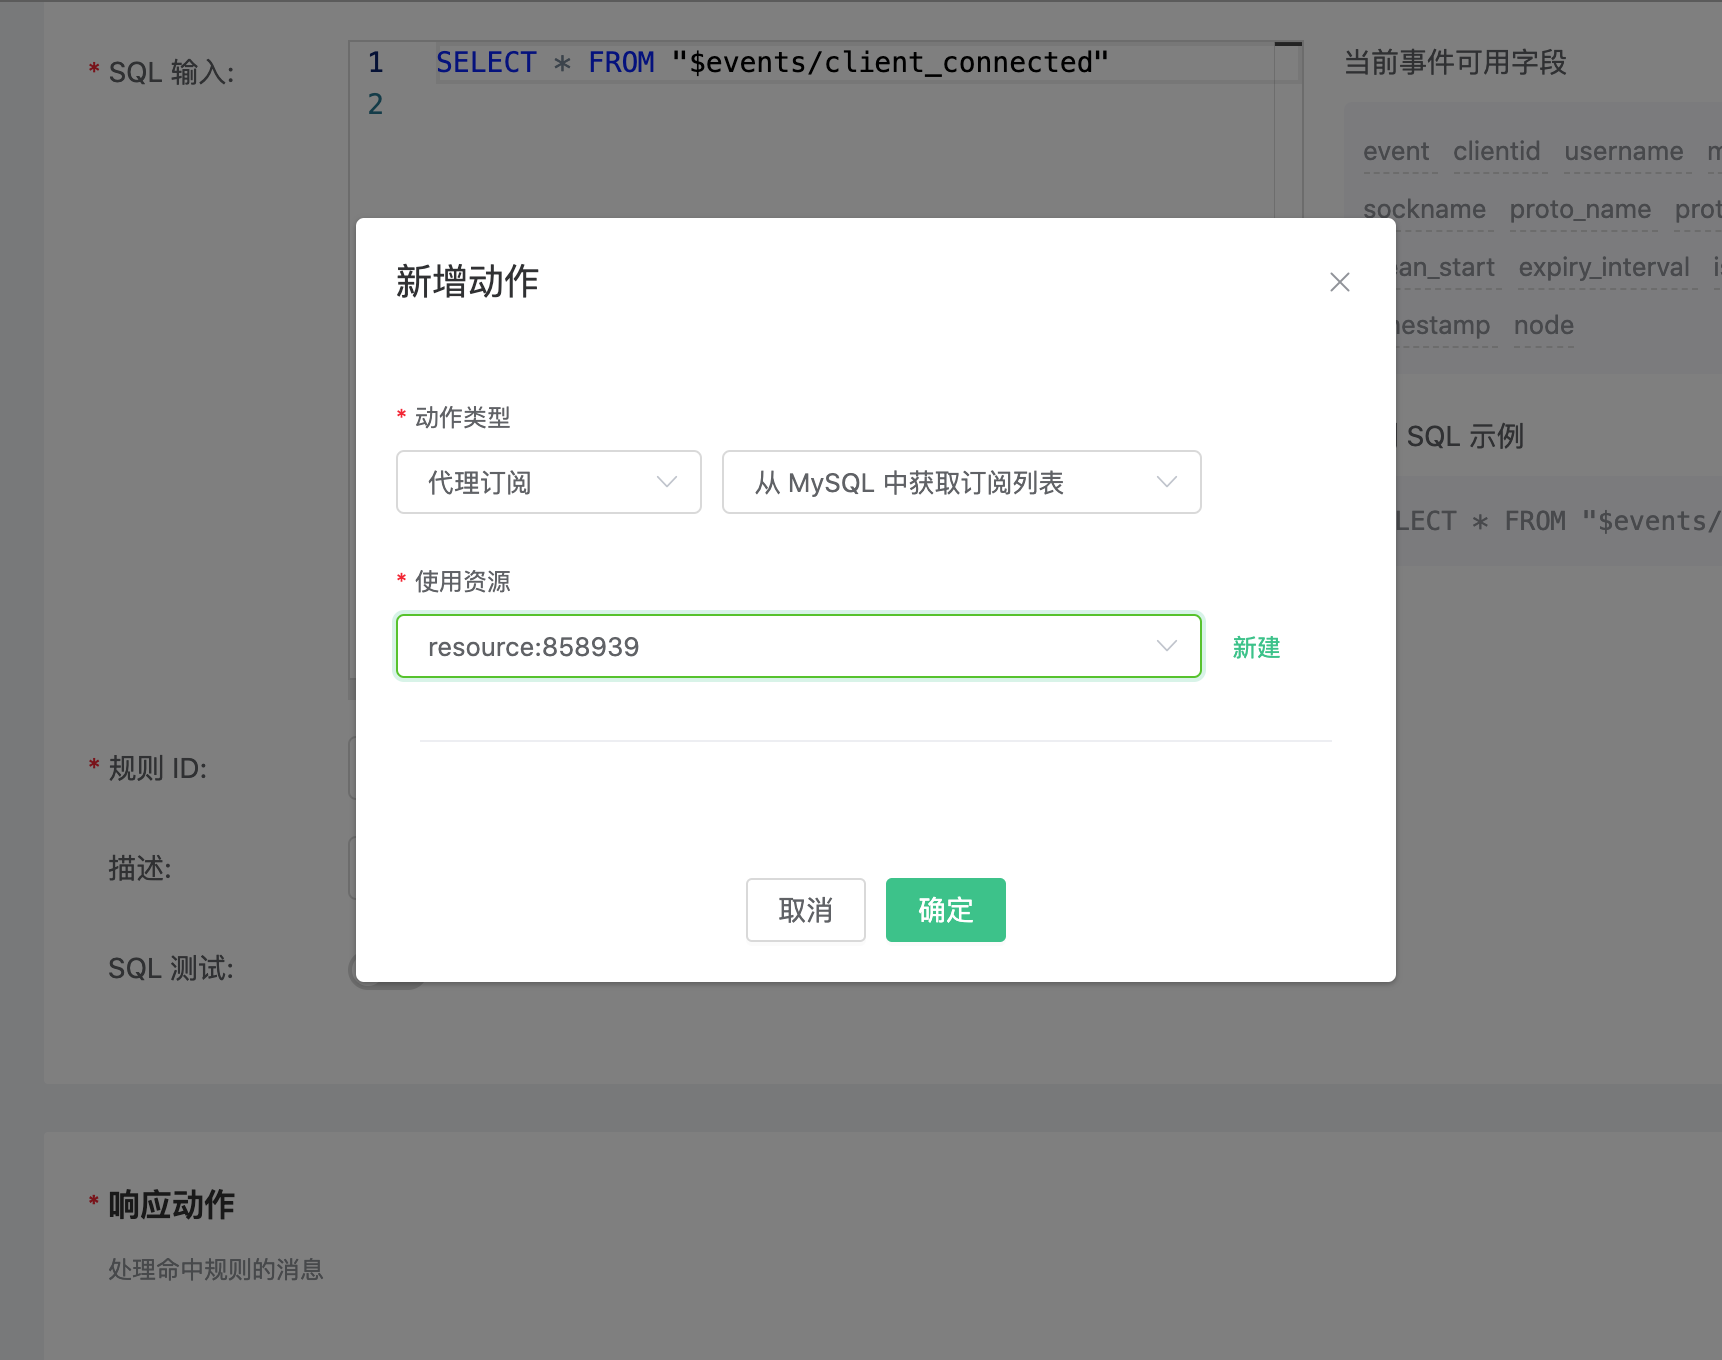 * SQL 输入:
1 SELECT * FROM "$events/client_connected"
2
当前事件可用字段
event clientid username
sockname proto_name
expiry_interval
node
SQL 示例
* FROM "$events/
新增动作
* 动作类型
代理订阅 从 MySQL 中获取订阅列表
* 使用资源
resource:858939 新建
* 规则 ID:
描述:
取消 确定
SQL 测试:
* 响应动作
处理命中规则的消息